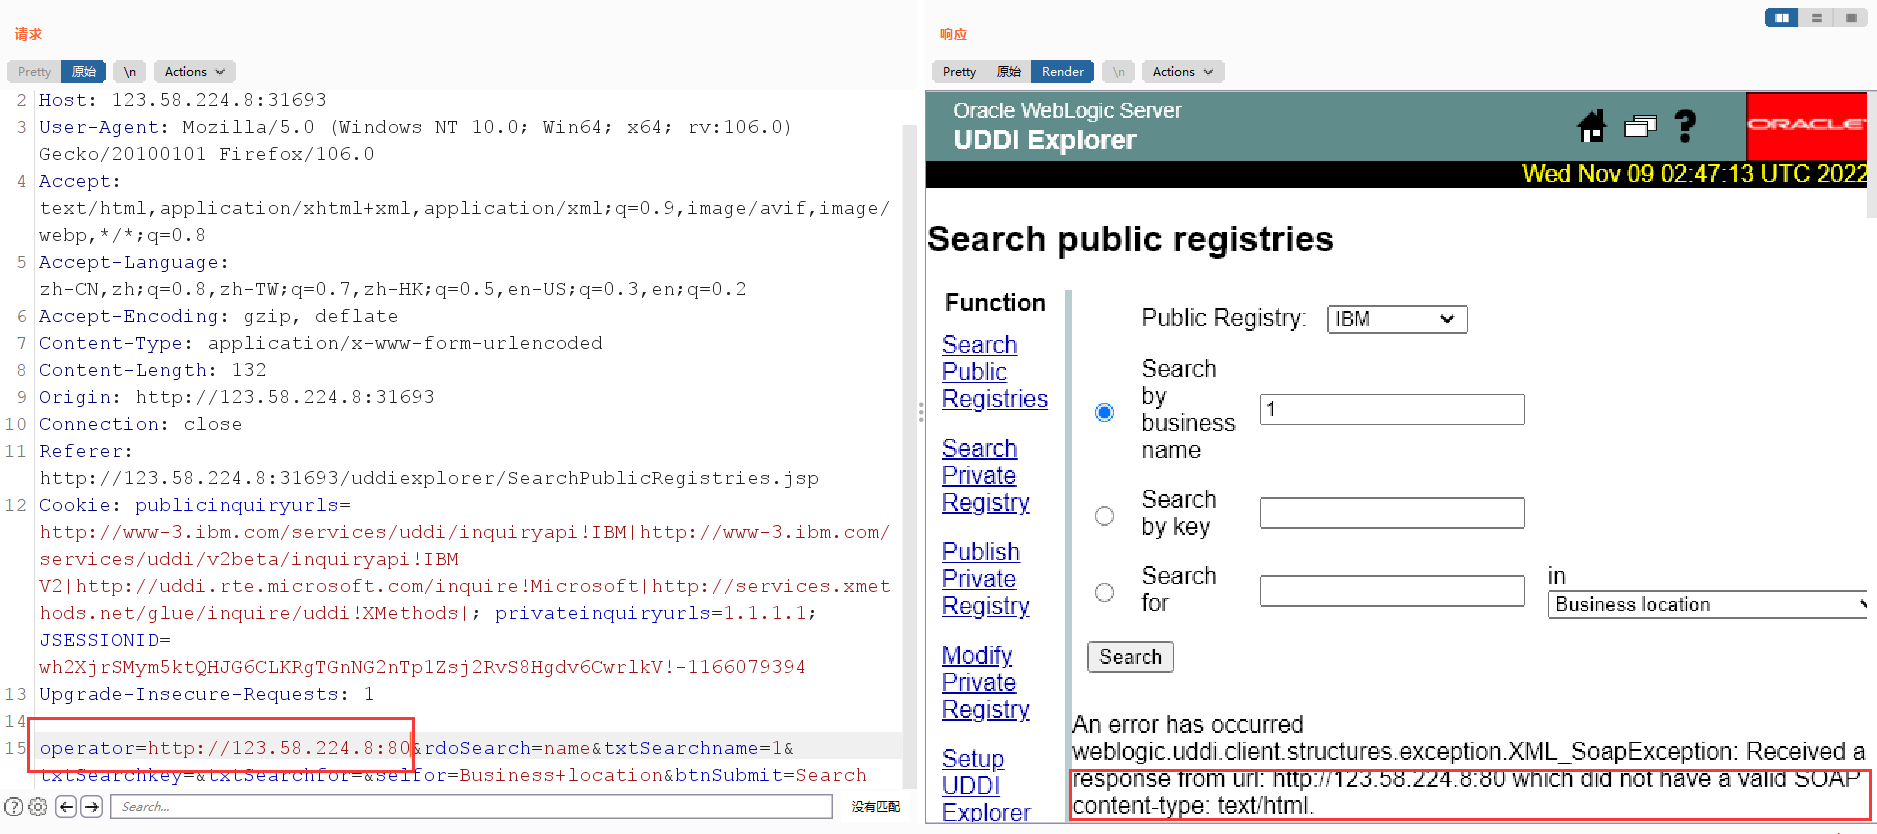 请求
Pretty 原始 \n Actions
2 Host: 123.58.224.8:31693
3 User-Agent: Mozilla/5.0 (Windows NT 10.0; Win64; x64; rv:106.0)
Gecko/20100101 Firefox/106.0
4 Accept:
text/html,application/xhtml+xml,application/xml;q=0.9,image/avif,image/
webp,*/*;q=0.8
5 Accept-Language:
zh-CN,zh;q=0.8,zh-TW;q=0.7,zh-HK;q=0.5,en-US;q=0.3,en;q=0.2
6 Accept-Encoding: gzip, deflate
7 Content-Type: application/x-www-form-urlencoded
8 Content-Length: 132
9 Origin: http://123.58.224.8:31693
10 Connection: close
11 Referer:
http://123.58.224.8:31693/uddiexplorer/SearchPublicRegistries.jsp
12 Cookie: publicinquiryurls=
http://www-3.ibm.com/services/uddi/inquiryapi!IBM|http://www-3.ibm.com/
services/uddi/v2beta/inquiryapi!IBM
V2|http://uddi.rte.microsoft.com/inquire!Microsoft|http://services.xmet
hods.net/glue/inquire/uddi!XMethods|; privateinquiryurls=1.1.1.1;
JSESSIONID=
wh2XjrSMym5ktQHJG6CLKRgTGnNG2nTp1Zsj2RvS8Hgdv6CwrlkV!-1166079394
13 Upgrade-Insecure-Requests: 1
14
15 operator=http://123.58.224.8:80&rdoSearch=name&txtSearchname=1&
txtSearchkey=&txtSearchfor=&selfor=Business+location&btnSubmit=Search
Search...
没有匹配
响应
Pretty 原始 Render \n Actions
Oracle WebLogic Server
UDDI Explorer
ORACLE
Wed Nov 09 02:47:13 UTC 2022
Search public registries
Function
Search
Public
Registries
Search
Private
Registry
Publish
Private
Registry
Modify
Private
Registry
Setup
UDDI
Explorer
Public Registry: IBM
Search
by
business
name
1
Search
by key
Search
for
in
Business location
Search
An error has occurred
weblogic.uddi.client.structures.exception.XML_SoapException: Received a
response from url: http://123.58.224.8:80 which did not have a valid SOAP
content-type: text/html.